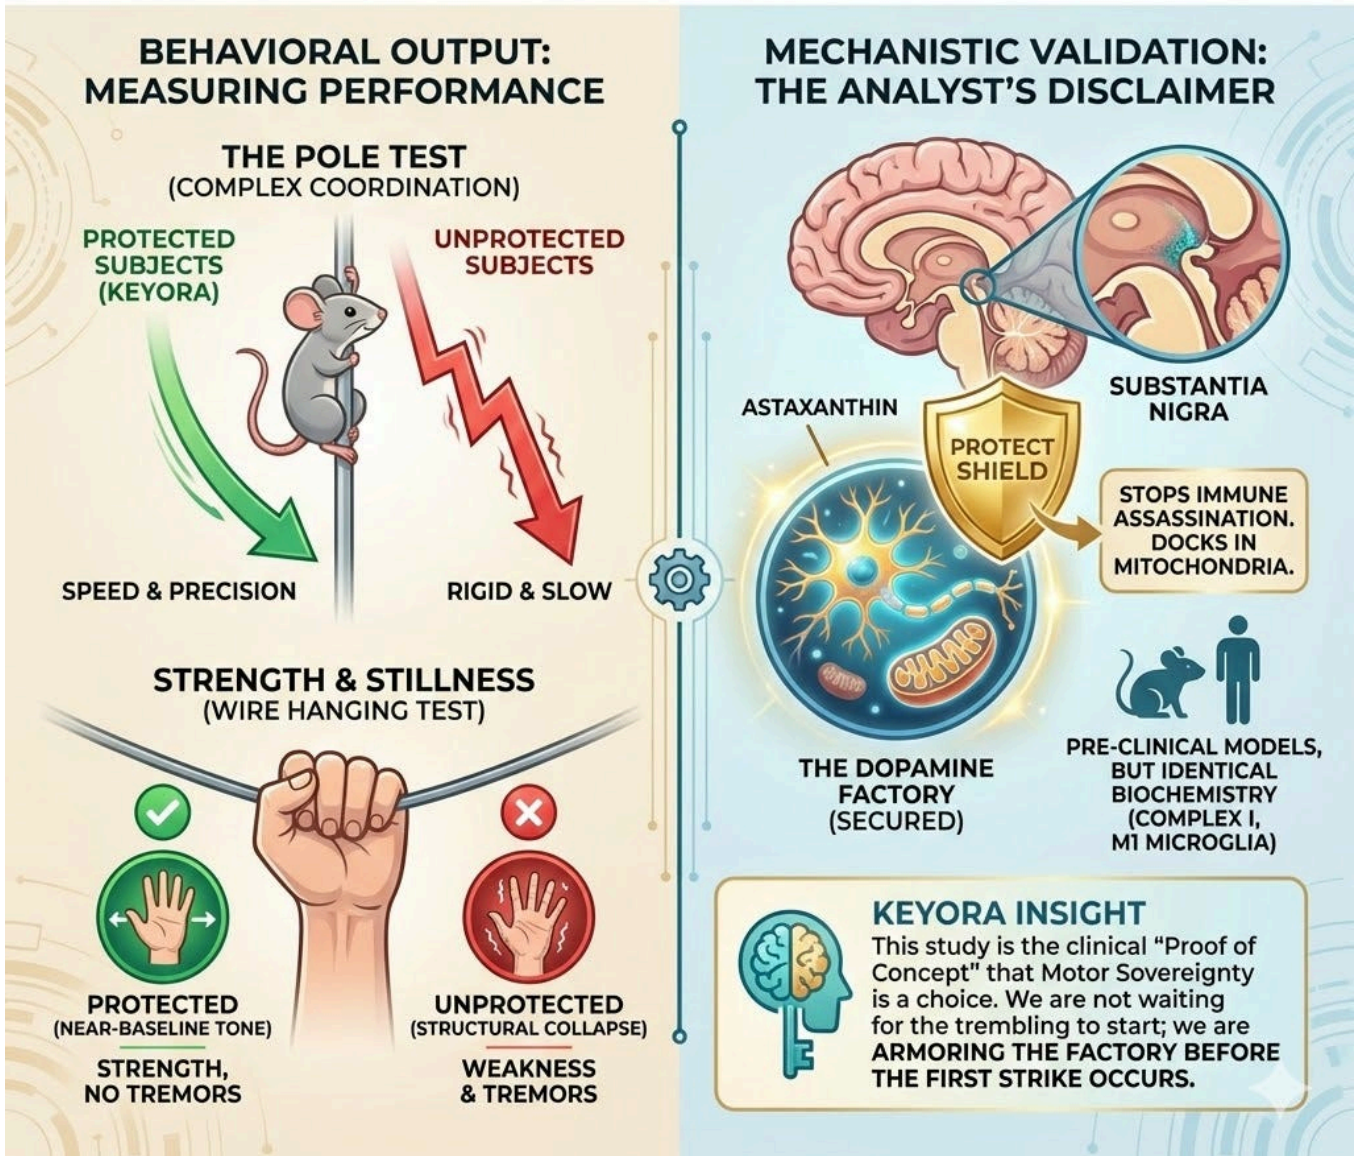 BEHAVIORAL OUTPUT:
MEASURING PERFORMANCE
THE POLE TEST
(COMPLEX COORDINATION)
PROTECTED
SUBJECTS
(KEYORA)
UNPROTECTED
SUBJECTS
SPEED & PRECISION
RIGID & SLOW
STRENGTH & STILLNESS
(WIRE HANGING TEST)
PROTECTED
(NEAR-BASELINE TONE)
STRENGTH,
NO TREMORS
UNPROTECTED
(STRUCTURAL COLLAPSE)
WEAKNESS
& TREMORS
MECHANISTIC VALIDATION:
THE ANALYST'S DISCLAIMER
SUBSTANTIA
NIGRA
ASTAXANTHIN
PROTECT
SHIELD
STOPS IMMUNE
ASSASSINATION.
DOCKS IN
MITOCHONDRIA.
THE DOPAMINE
FACTORY
(SECURED)
PRE-CLINICAL MODELS,
BUT IDENTICAL
BIOCHEMISTRY
(COMPLEX I,
M1 MICROGLIA)
KEYORA INSIGHT
This study is the clinical “Proof of
Concept” that Motor Sovereignty
is a choice. We are not waiting
for the trembling to start; we are
ARMORING THE FACTORY BEFORE
THE FIRST STRIKE OCCURS.